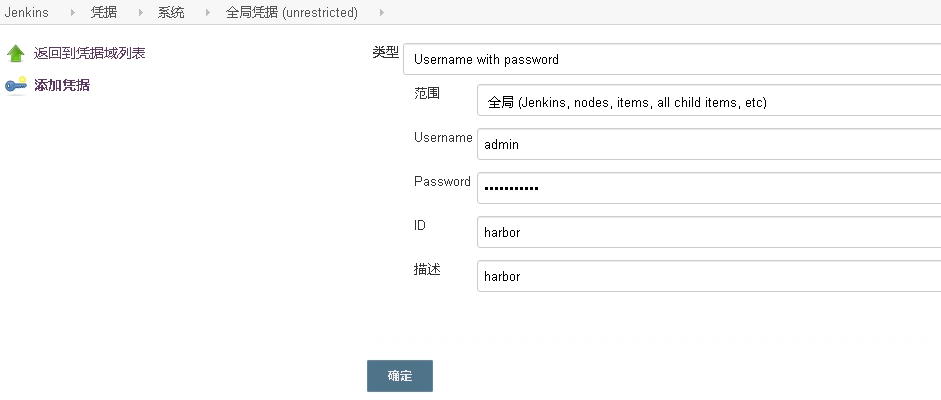 Jenkins 凭据 系统 全局凭据 (unrestricted)
返回到凭据域列表
添加凭据
类型 Username with password
范围 全局 (Jenkins, nodes, items, all child items, etc)
Username admin
Password •••••••••••
ID harbor
描述 harbor
确定